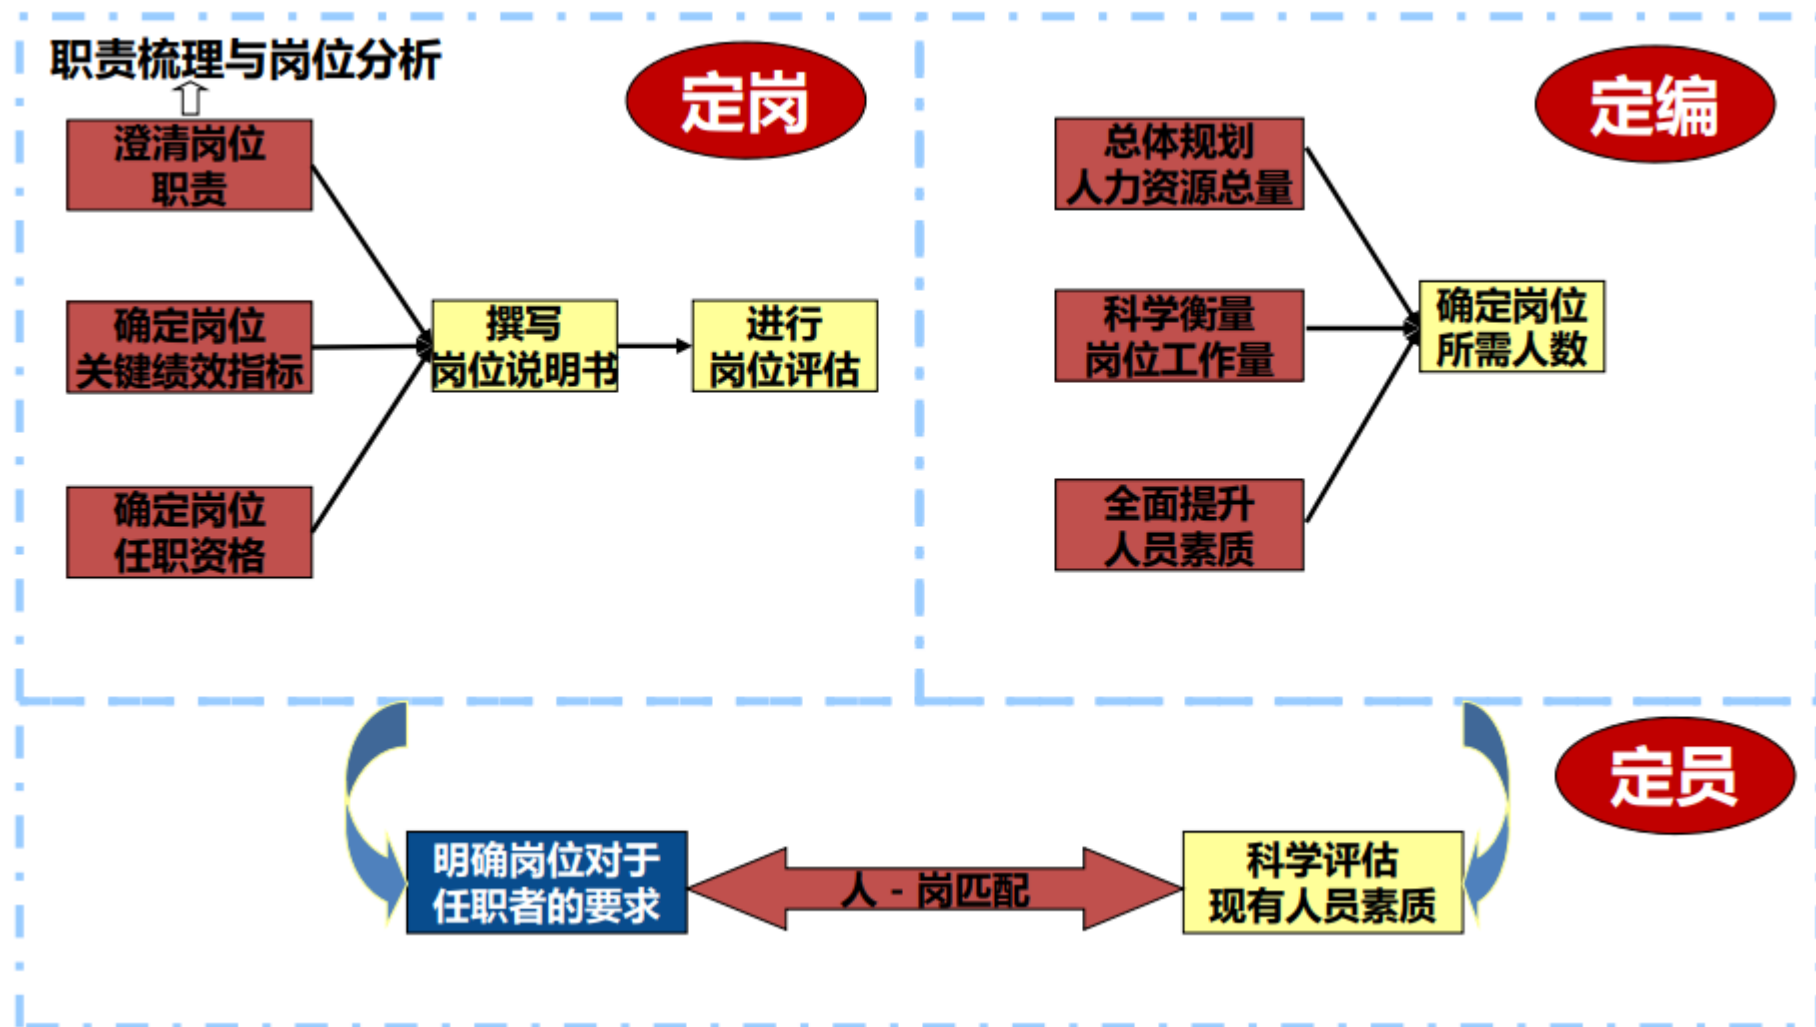 职责梳理与岗位分析
定岗
澄清岗位
职责
确定岗位
关键绩效指标
确定岗位
任职资格
撰写
岗位说明书
进行
岗位评估
定编
总体规划
人力资源总量
科学衡量
岗位工作量
全面提升
人员素质
确定岗位
所需人数
定员
明确岗位对于
任职者的要求
人 - 岗匹配
科学评估
现有人员素质